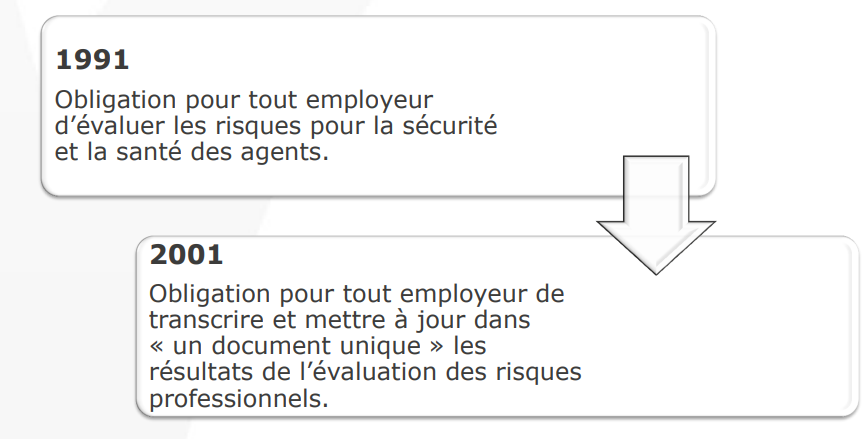 1991
Obligation pour tout employeur
d’évaluer les risques pour la sécurité
et la santé des agents.
2001
Obligation pour tout employeur de
transcrire et mettre à jour dans
« un document unique » les
résultats de l’évaluation des risques
professionnels.